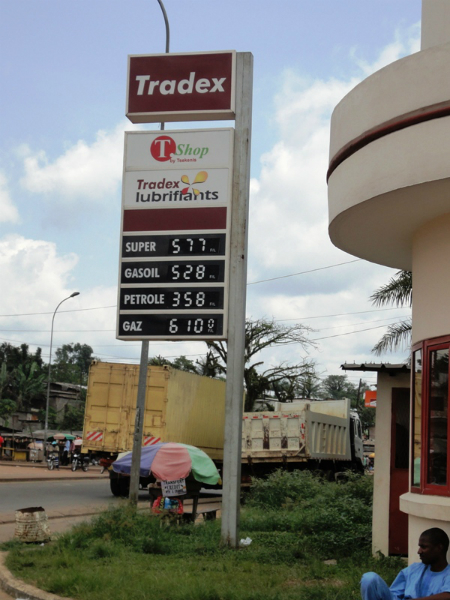 Tradex
T Shop
by Tradex
Tradex
lubrifiants
SUPER 577
GASOIL 528
PETROLE 358
GAZ 6100